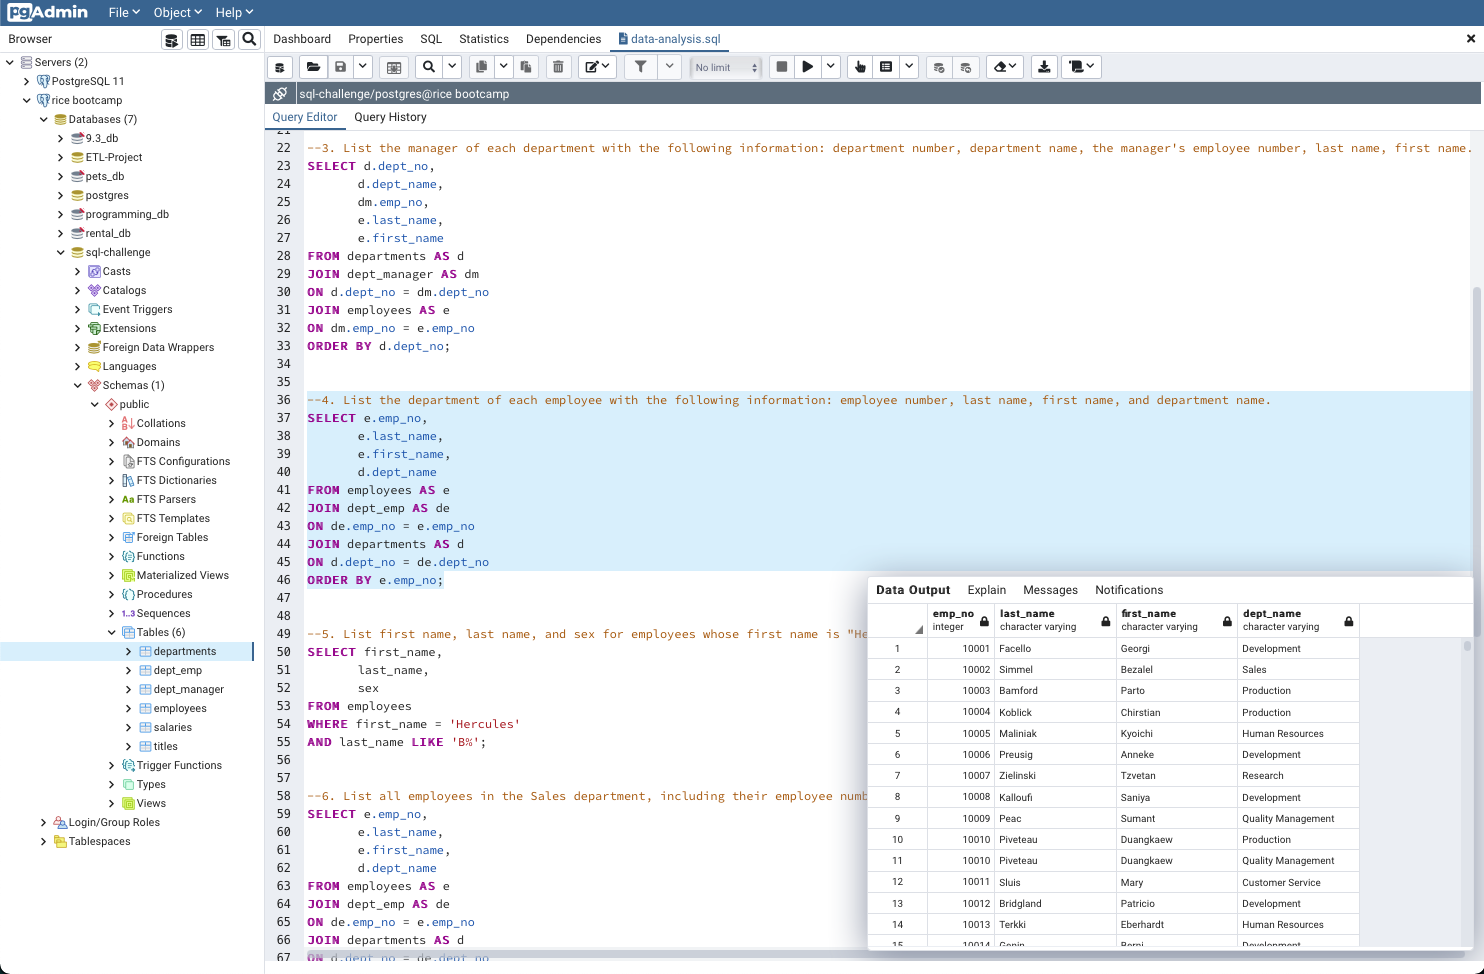 pgAdmin File Object Help
Browser
Dashboard Properties SQL Statistics Dependencies data-analysis.sql
No limit
sql-challenge/postgres@rice bootcamp
Query Editor Query History
Servers (2)
PostgreSQL 11
rice bootcamp
Databases (7)
9.3_db
ETL-Project
pets_db
postgres
programming_db
rental_db
sql-challenge
Casts
Catalogs
Event Triggers
Extensions
Foreign Data Wrappers
Languages
Schemas (1)
public
Collations
Domains
FTS Configurations
FTS Dictionaries
Aa FTS Parsers
FTS Templates
Foreign Tables
Functions
Materialized Views
Procedures
1..3 Sequences
Tables (6)
departments
dept_emp
dept_manager
employees
salaries
titles
Trigger Functions
Types
Views
Login/Group Roles
Tablespaces
21
22 --3. List the manager of each department with the following information: department number, department name, the manager's employee number, last name, first name.
23 SELECT d.dept_no,
24 d.dept_name,
25 dm.emp_no,
26 e.last_name,
27 e.first_name
28 FROM departments AS d
29 JOIN dept_manager AS dm
30 ON d.dept_no = dm.dept_no
31 JOIN employees AS e
32 ON dm.emp_no = e.emp_no
33 ORDER BY d.dept_no;
34
35
36 --4. List the department of each employee with the following information: employee number, last name, first name, and department name.
37 SELECT e.emp_no,
38 e.last_name,
39 e.first_name,
40 d.dept_name
41 FROM employees AS e
42 JOIN dept_emp AS de
43 ON de.emp_no = e.emp_no
44 JOIN departments AS d
45 ON d.dept_no = de.dept_no
46 ORDER BY e.emp_no;
47
48
49 --5. List first name, last name, and sex for employees whose first name is "He
50 SELECT first_name,
51 last_name,
52 sex
53 FROM employees
54 WHERE first_name = 'Hercules'
55 AND last_name LIKE 'B%';
56
57
58 --6. List all employees in the Sales department, including their employee numb
59 SELECT e.emp_no,
60 e.last_name,
61 e.first_name,
62 d.dept_name
63 FROM employees AS e
64 JOIN dept_emp AS de
65 ON de.emp_no = e.emp_no
66 JOIN departments AS d
67 ON d.dept_no = de.dept_no
Data Output Explain Messages Notifications
emp_no last_name first_name dept_name
integer character varying character varying character varying
1 10001 Facello Georgi Development
2 10002 Simmel Bezalel Sales
3 10003 Bamford Parto Production
4 10004 Koblick Chirstian Production
5 10005 Maliniak Kyoichi Human Resources
6 10006 Preusig Anneke Development
7 10007 Zielinski Tzvetan Research
8 10008 Kalloufi Saniya Development
9 10009 Peac Sumant Quality Management
10 10010 Piveteau Duangkaew Production
11 10010 Piveteau Duangkaew Quality Management
12 10011 Sluis Mary Customer Service
13 10012 Bridgland Patricio Development
14 10013 Terkki Eberhardt Human Resources
15 10014 Genin Berni Development